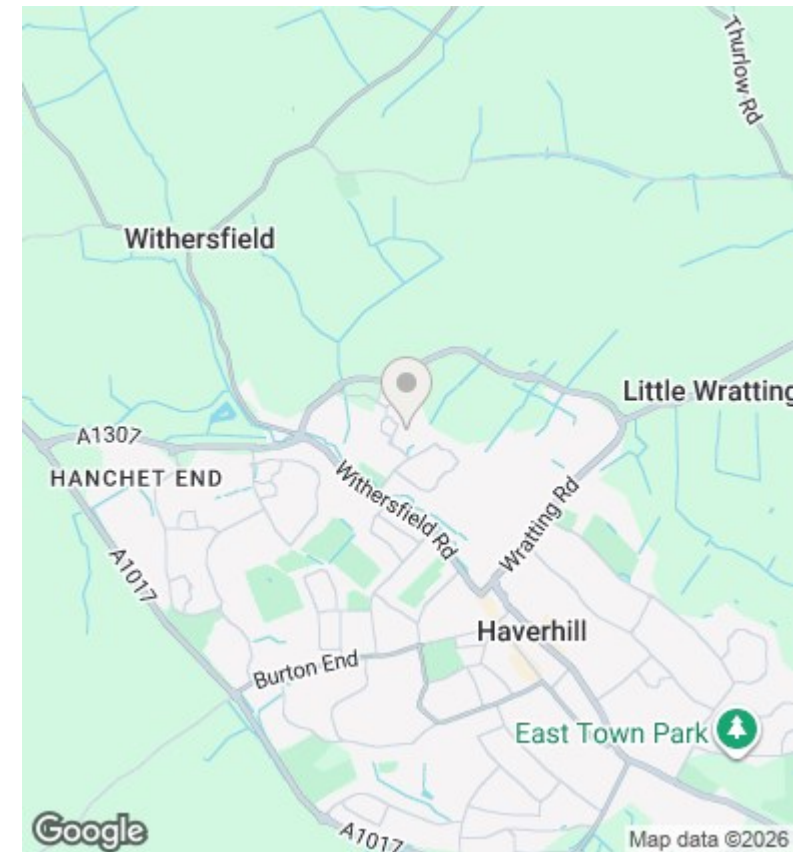 Thurlow Rd
Withersfield
Little Wratting
A1307
HANCHET END
Withersfield Rd
Wratting Rd
A1017
Haverhill
Burton End
East Town Park
A1017
Google
Map data ©2026